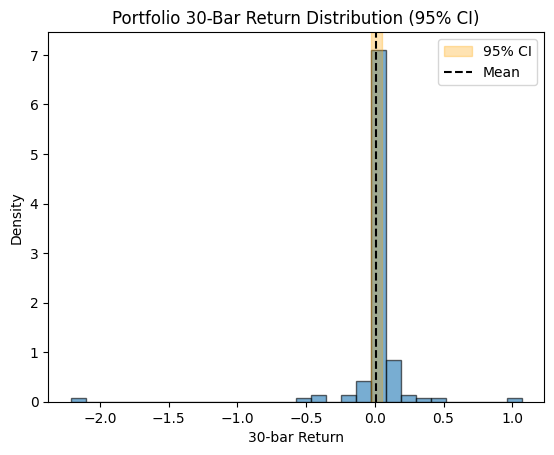 Portfolio 30-Bar Return Distribution (95% CI)
95% CI
Mean
Density
7
6
5
4
3
2
1
0
−2.0 −1.5 −1.0 −0.5 0.0 0.5 1.0
30-bar Return